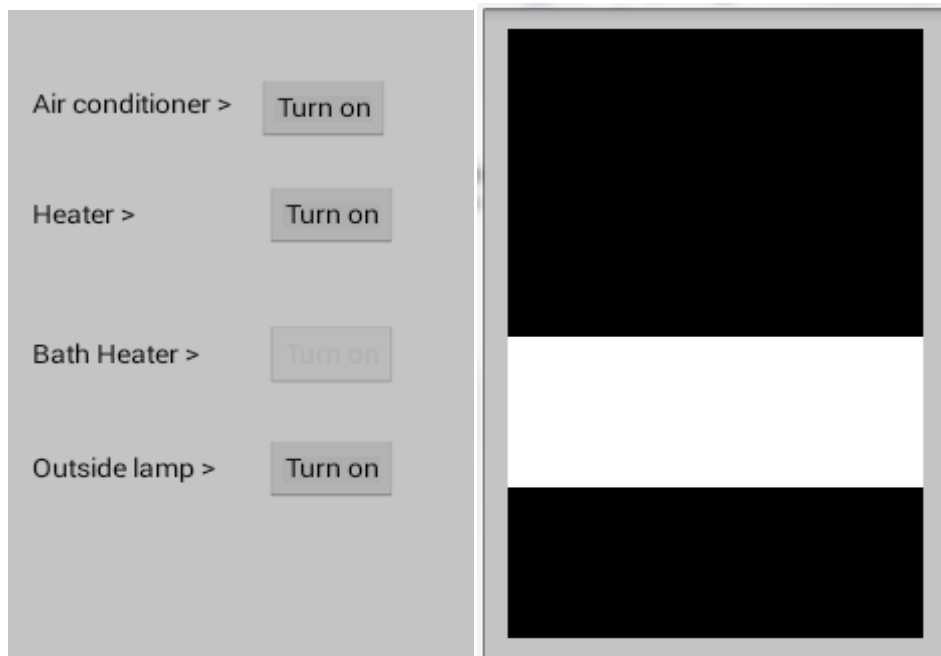 Air conditioner > Turn on
Heater > Turn on
Bath Heater > Turn on
Outside lamp > Turn on